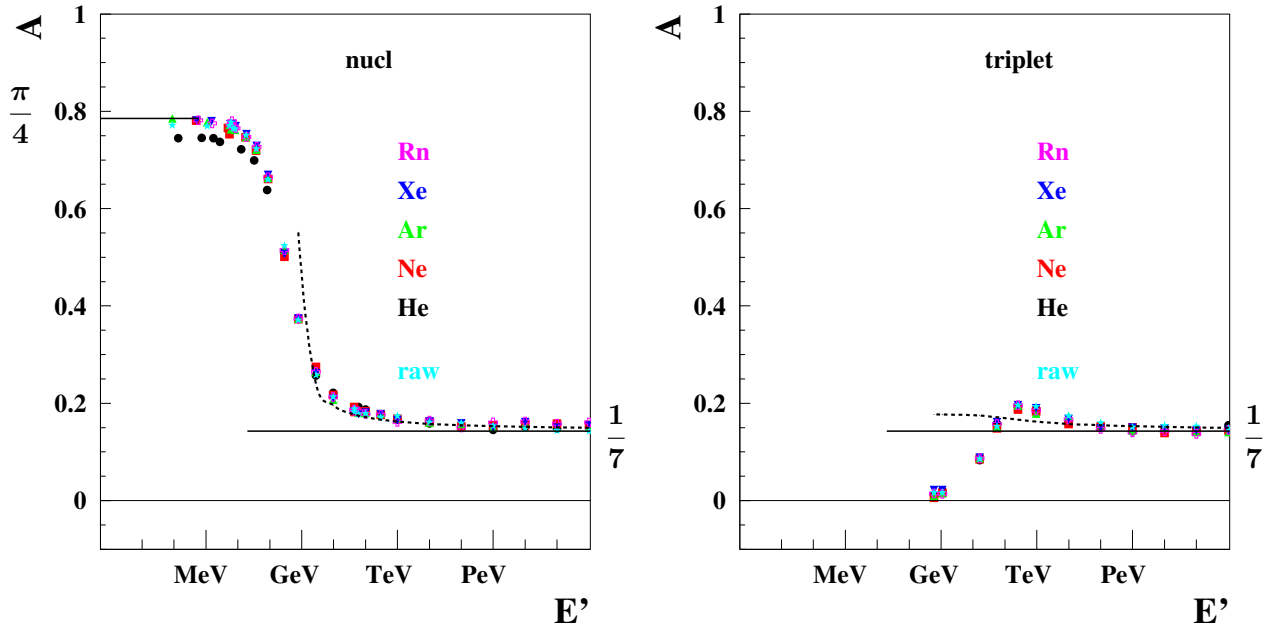 A
1
nucl
π/4
0.8
Rn
Xe
0.6
Ar
Ne
0.4
He
raw
0.2
1/7
0
MeV GeV TeV PeV
E’
A
1
triplet
0.8
Rn
Xe
0.6
Ar
Ne
0.4
He
raw
0.2
1/7
0
MeV GeV TeV PeV
E’